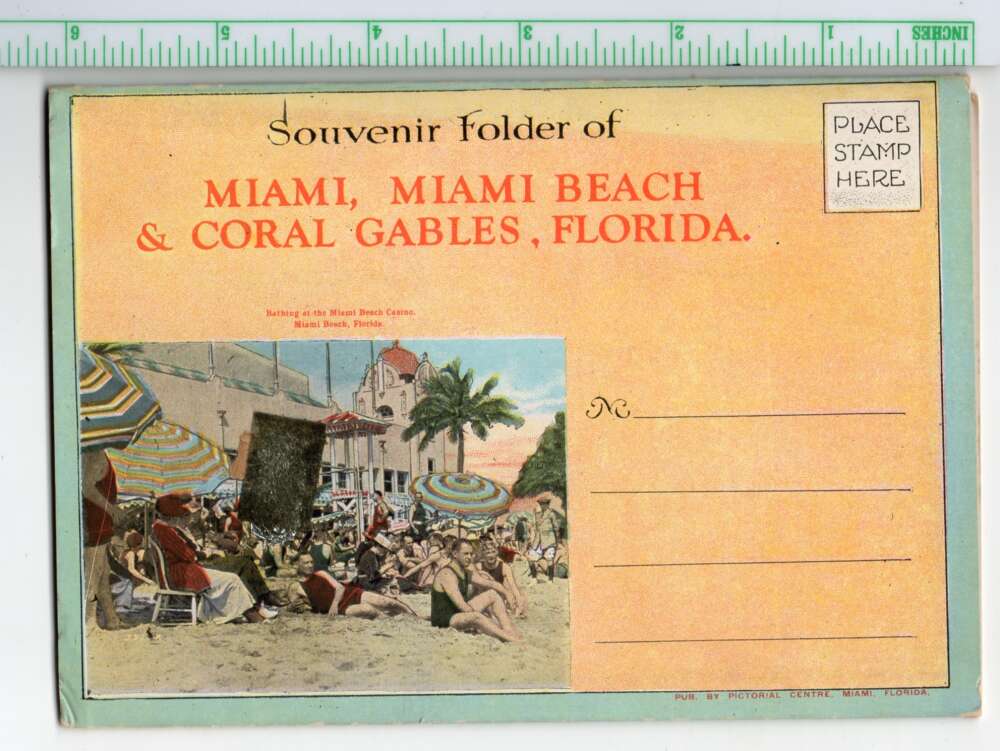 6 5 4 3 2 1 INCHES
Souvenir Folder of
PLACE
STAMP
HERE
MIAMI, MIAMI BEACH
& CORAL GABLES, FLORIDA.
Bathing at the Miami Beach Casino.
Miami Beach, Florida.
PUB. BY PICTORIAL CENTRE, MIAMI, FLORIDA.